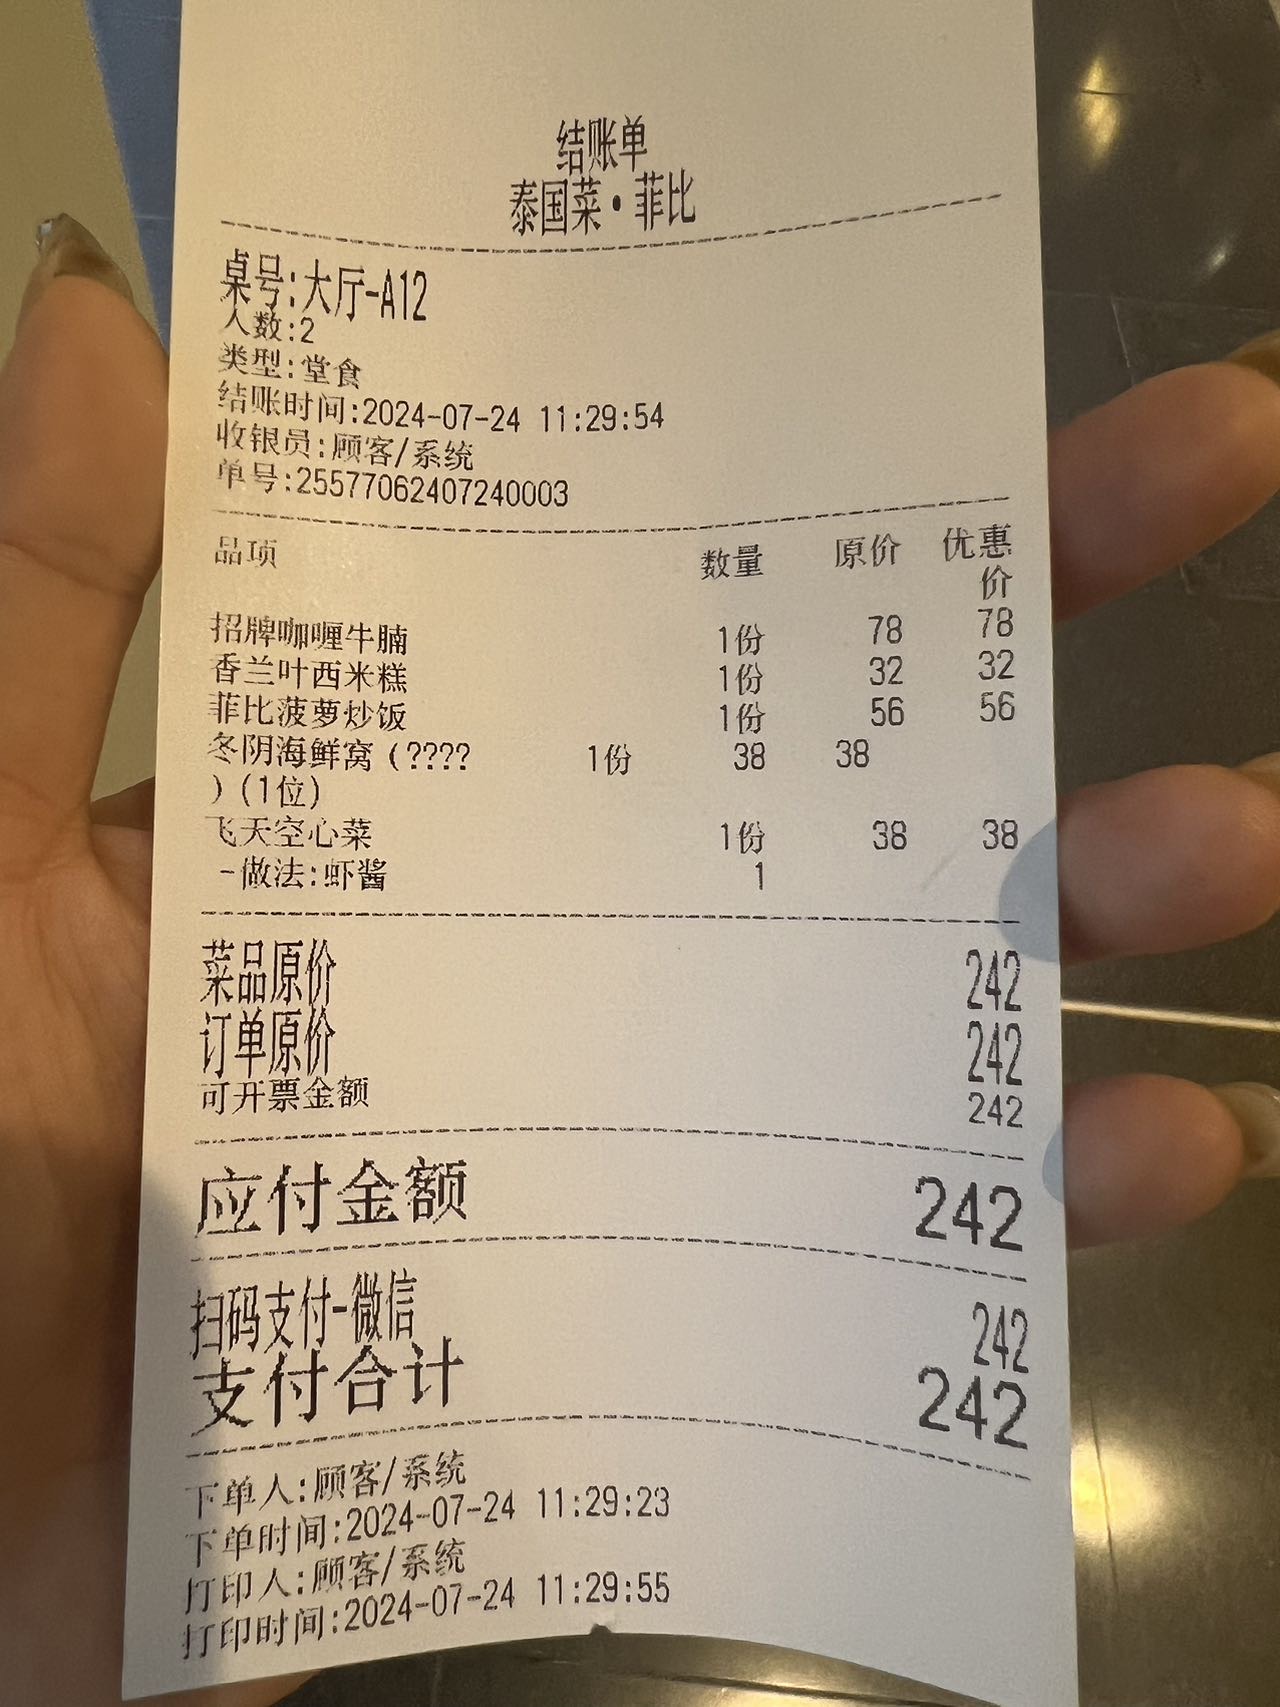 结账单
泰国菜·菲比
桌号:大厅-A12
人数:2
类型:堂食
结账时间:2024-07-24 11:29:54
收银员:顾客/系统
单号:25577062407240003
品项 数量 原价 优惠
价
招牌咖喱牛腩 1份 78 78
香兰叶西米糕 1份 32 32
菲比菠萝炒饭 1份 56 56
冬阴海鲜窝(???? 1份 38 38
)(1位)
飞天空心菜 1份 38 38
-做法:虾酱 1
菜品原价 242
订单原价 242
可开票金额 242
应付金额 242
扫码支付-微信 242
支付合计 242
下单人:顾客/系统
下单时间:2024-07-24 11:29:23
打印人:顾客/系统
打印时间:2024-07-24 11:29:55